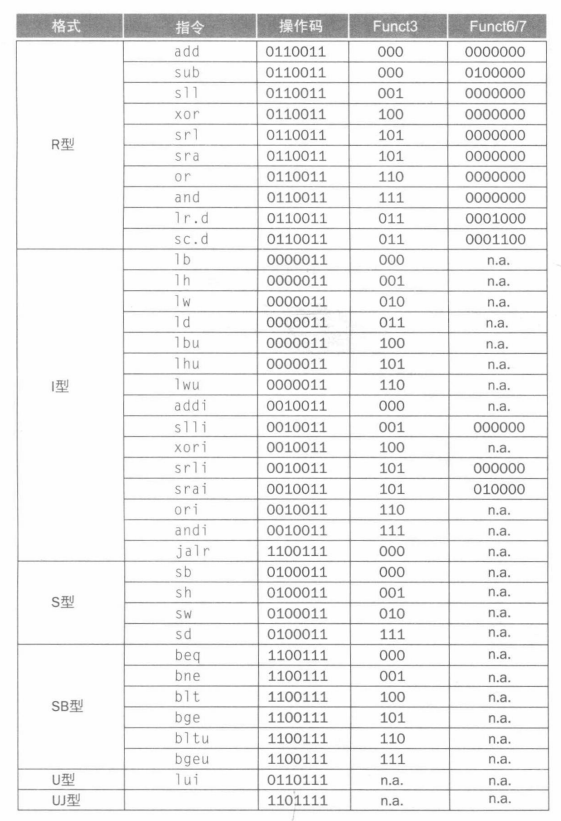 格式 指令 操作码 Funct3 Funct6/7
R型
add 0110011 000 0000000
sub 0110011 000 0100000
sll 0110011 001 0000000
xor 0110011 100 0000000
srl 0110011 101 0000000
sra 0110011 101 0000000
or 0110011 110 0000000
and 0110011 111 0000000
lr.d 0110011 011 0001000
sc.d 0110011 011 0001100
I型
lb 0000011 000 n.a.
lh 0000011 001 n.a.
lw 0000011 010 n.a.
ld 0000011 011 n.a.
lbu 0000011 100 n.a.
lhu 0000011 101 n.a.
lwu 0000011 110 n.a.
addi 0010011 000 n.a.
slli 0010011 001 000000
xori 0010011 100 n.a.
srli 0010011 101 000000
srai 0010011 101 010000
ori 0010011 110 n.a.
andi 0010011 111 n.a.
jalr 1100111 000 n.a.
S型
sb 0100011 000 n.a.
sh 0100011 001 n.a.
sw 0100011 010 n.a.
sd 0100011 111 n.a.
SB型
beq 1100111 000 n.a.
bne 1100111 001 n.a.
blt 1100111 100 n.a.
bge 1100111 101 n.a.
bltu 1100111 110 n.a.
bgeu 1100111 111 n.a.
U型 lui 0110111 n.a. n.a.
UJ型 1101111 n.a. n.a.